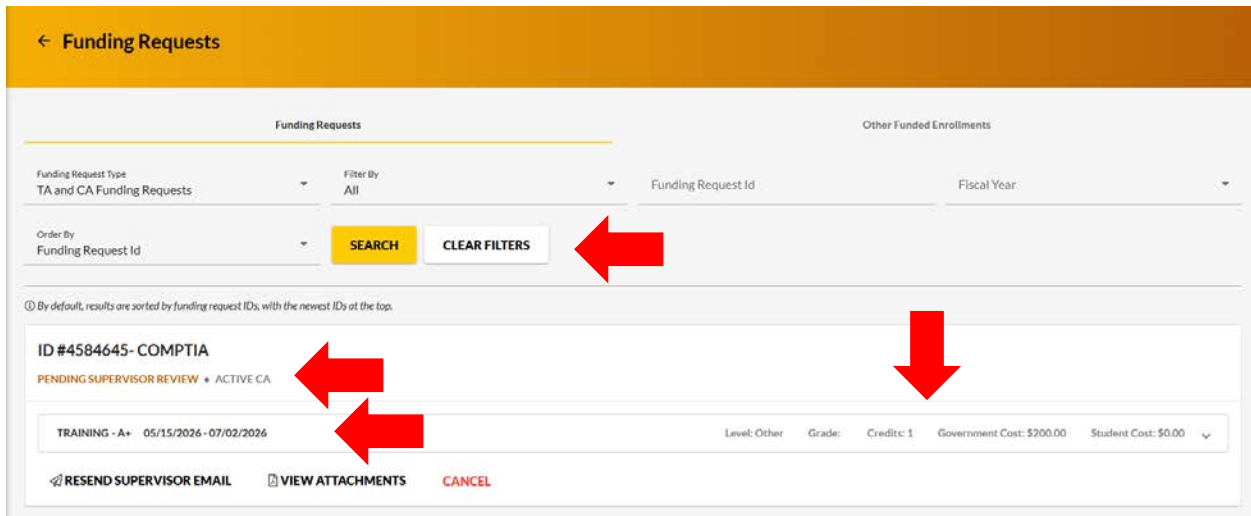 ← Funding Requests
Funding Requests
Other Funded Enrollments
Funding Request Type
TA and CA Funding Requests
Filter By
All
Funding Request Id
Fiscal Year
Order By
Funding Request Id
SEARCH
CLEAR FILTERS
By default, results are sorted by funding request IDs, with the newest IDs at the top.
ID #4584645- COMPTIA
PENDING SUPERVISOR REVIEW • ACTIVE CA
TRAINING - A+ 05/15/2026 - 07/02/2026 Level: Other Grade: Credits: 1 Government Cost: $200.00 Student Cost: $0.00
RESEND SUPERVISOR EMAIL VIEW ATTACHMENTS CANCEL